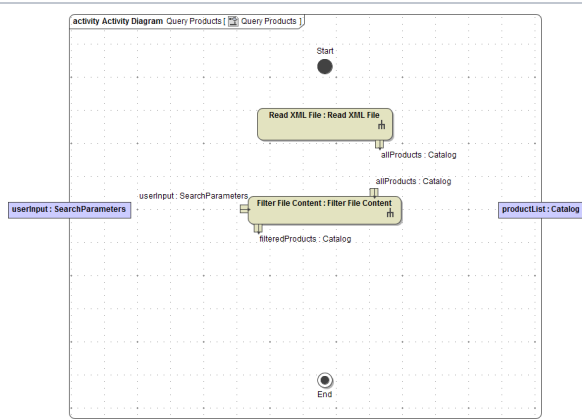 activity Activity Diagram Query Products [ Query Products ]
Start
Read XML File : Read XML File
allProducts : Catalog
allProducts : Catalog
userInput : SearchParameters
Filter File Content : Filter File Content
userInput : SearchParameters
productList : Catalog
filteredProducts : Catalog
End